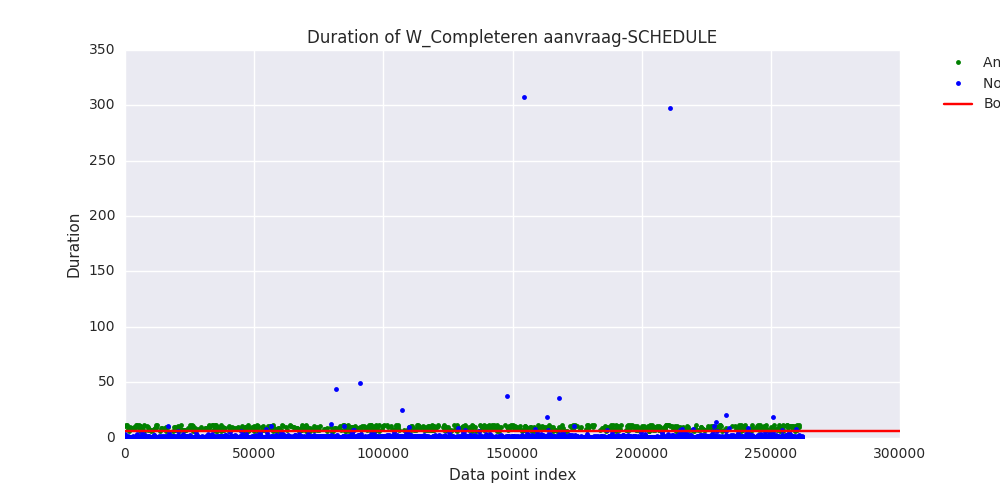 Duration of W_Completeren aanvraag-SCHEDULE
350
300
250
200
150
100
50
0
Duration
0 50000 100000 150000 200000 250000 300000
Data point index
An
No
Bo